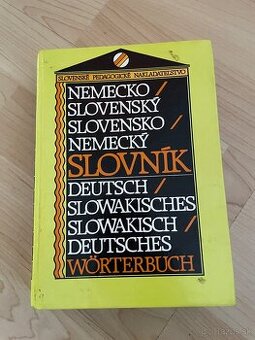 SLOVENSKÉ PEDAGOGICKÉ NAKLADATEĽSTVO
NEMECKO/
SLOVENSKÝ
SLOVENSKO/
NEMECKÝ
SLOVNÍK
DEUTSCH/
SLOWAKISCHES
SLOWAKISCH/
DEUTSCHES
WÖRTERBUCH